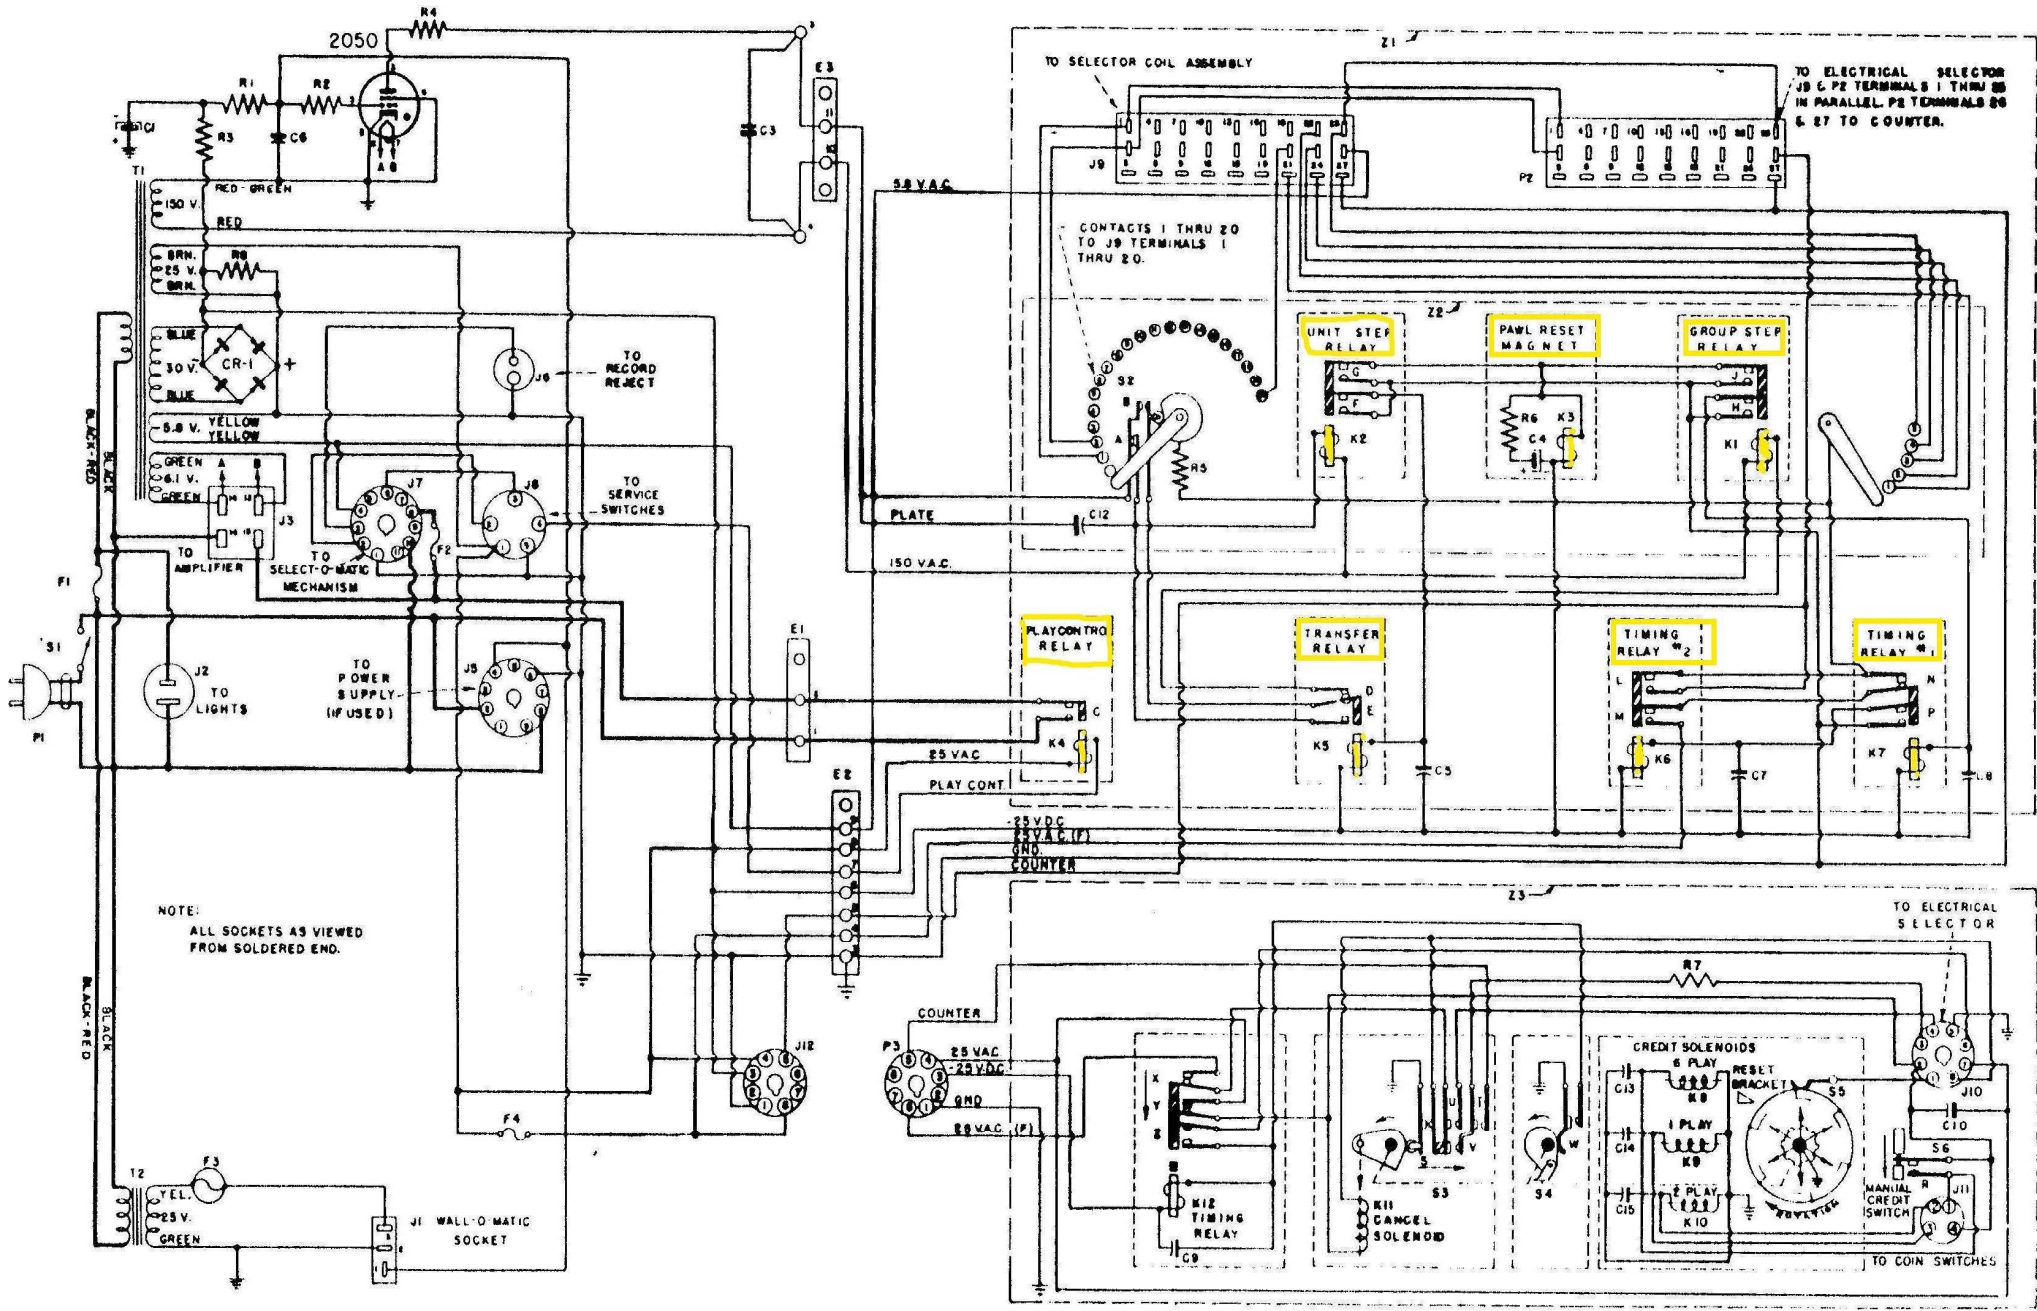 R4
2050
Z1
TO SELECTOR COIL ASSEMBLY
TO ELECTRICAL SELECTOR
J9 & P2 TERMINALS 1 THRU 25
IN PARALLEL. P2 TERMINALS 26
& 27 TO COUNTER.
E3
R1
R2
C1
R3
C6
C3
A B
J9
P2
T1
RED-GREEN
150 V.
RED
5.8 V.A.C.
CONTACTS 1 THRU 20
TO J9 TERMINALS 1
THRU 20.
BRN.
25 V.
BRN.
R8
Z2
BLUE
30 V.
BLUE
CR-1
+
TO
RECORD
REJECT
J6
UNIT STEP
RELAY
PAWL RESET
MAGNET
GROUP STEP
RELAY
S2
B
A
R5
G
F
K2
R6
C4
K3
J
H
K1
5.8 V.
YELLOW
YELLOW
GREEN
6.1 V.
GREEN
A
B
J3
TO
AMPLIFIER
BLACK-RED
BLACK
J7
J8
TO
SERVICE
SWITCHES
TO
SELECT-O-MATIC
MECHANISM
F2
PLATE
C12
150 V.A.C.
F1
S1
P1
J2
TO
LIGHTS
TO
POWER
SUPPLY
(IF USED)
J5
E1
PLAY CONTRO
RELAY
TRANSFER
RELAY
TIMING
RELAY #2
TIMING
RELAY #1
C
K4
D
E
K5
C5
L
M
K6
C7
N
P
K7
C8
25 VAC
PLAY CONT.
E2
-25 V.D.C
25 V.A.C. (F)
GND.
COUNTER
Z3
NOTE:
ALL SOCKETS AS VIEWED
FROM SOLDERED END.
TO ELECTRICAL
SELECTOR
R7
BLACK-RED
BLACK
COUNTER
J12
P3
25 VAC
-25 V.D.C.
GND
25 V.A.C. (F)
F4
X
Y
Z
K12
TIMING
RELAY
C9
U
T
V
S
S3
K11
CANCEL
SOLENOID
W
S4
CREDIT SOLENOIDS
6 PLAY
K8
1 PLAY
K9
2 PLAY
K10
C13
C14
C15
RESET
BRACKET
S5
ROTATION
J10
C10
S6
R
J11
MANUAL
CREDIT
SWITCH
TO COIN SWITCHES
T2
YEL.
25 V.
GREEN
F3
J1 WALL-O-MATIC
SOCKET